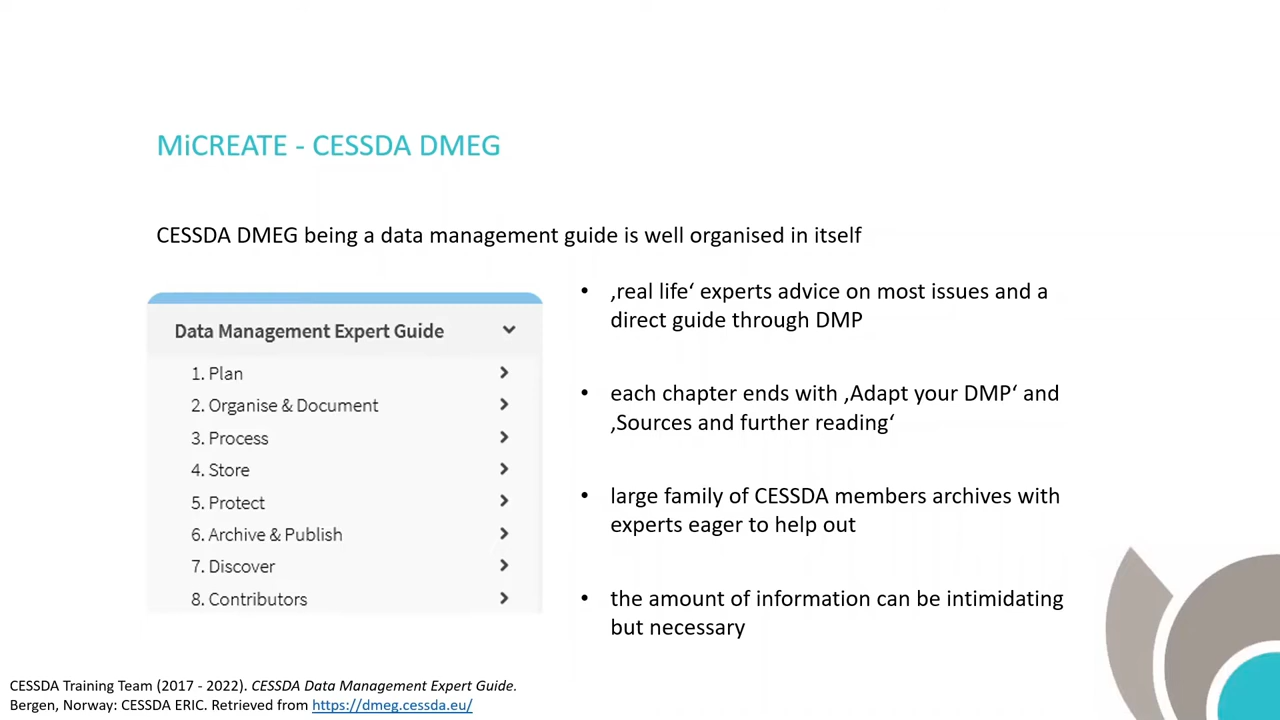 MiCREATE - CESSDA DMEG
CESSDA DMEG being a data management guide is well organised in itself
Data Management Expert Guide
1. Plan
2. Organise & Document
3. Process
4. Store
5. Protect
6. Archive & Publish
7. Discover
8. Contributors
• ‚real life‘ experts advice on most issues and a
direct guide through DMP
• each chapter ends with ‚Adapt your DMP‘ and
‚Sources and further reading‘
• large family of CESSDA members archives with
experts eager to help out
• the amount of information can be intimidating
but necessary
CESSDA Training Team (2017 - 2022). CESSDA Data Management Expert Guide.
Bergen, Norway: CESSDA ERIC. Retrieved from https://dmeg.cessda.eu/